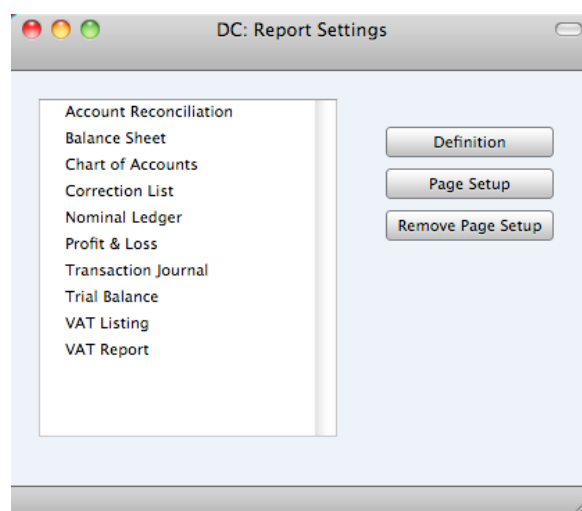 DC: Report Settings
Account Reconciliation
Balance Sheet
Chart of Accounts
Correction List
Nominal Ledger
Profit & Loss
Transaction Journal
Trial Balance
VAT Listing
VAT Report
Definition
Page Setup
Remove Page Setup